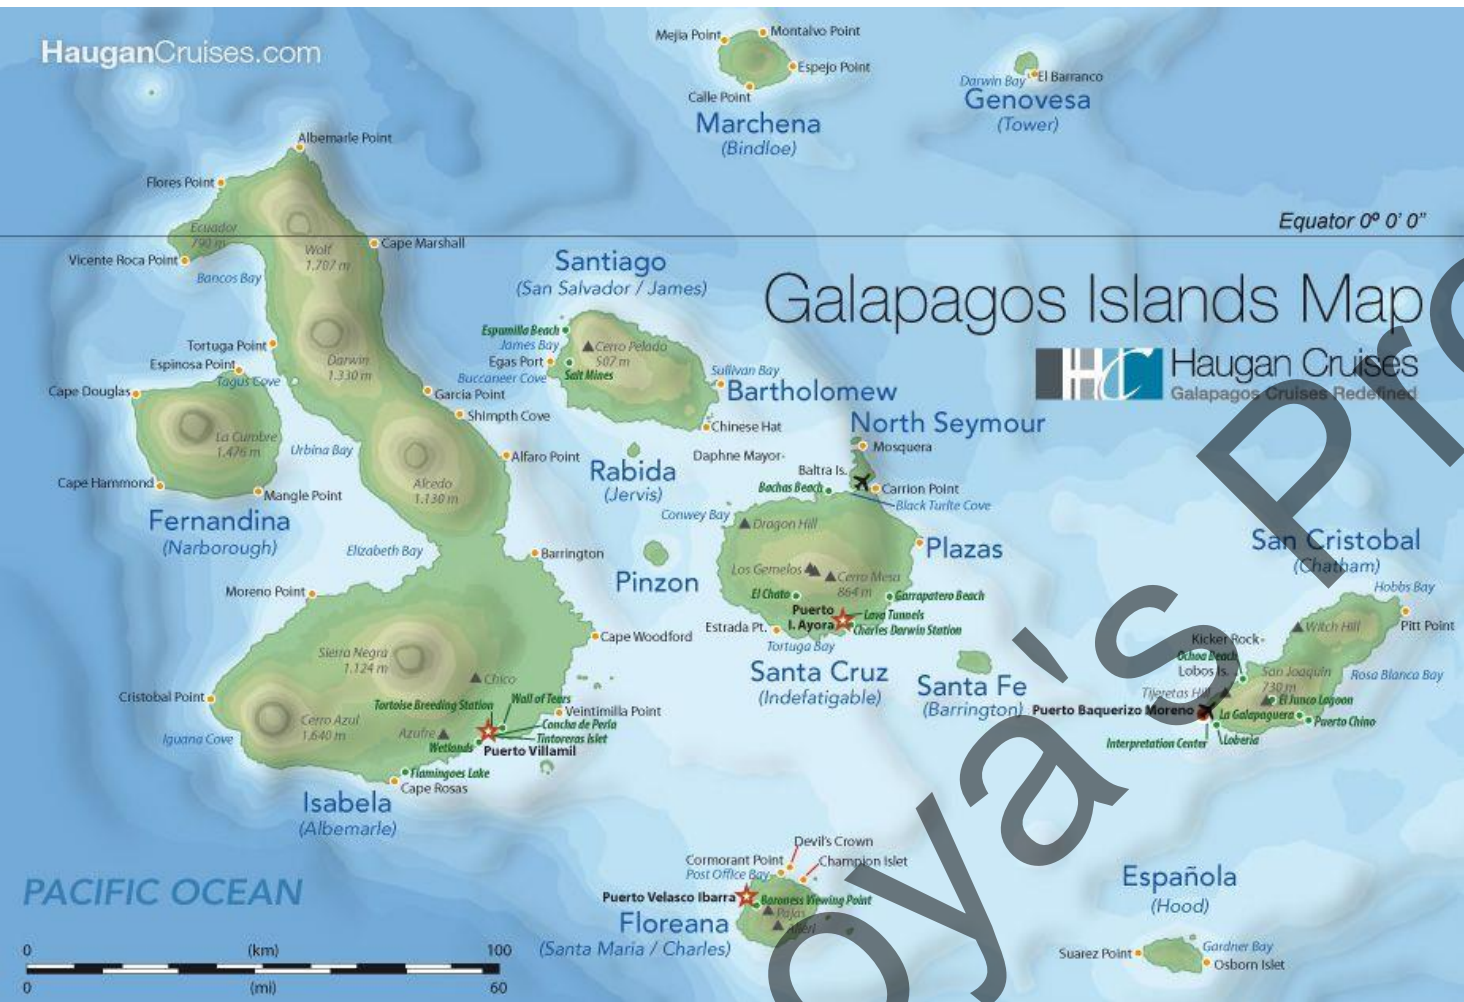 HauganCruises.com
Mejia Point
Montalvo Point
Espejo Point
Calle Point
Marchena
(Bindloe)
Darwin Bay
El Barranco
Genovesa
(Tower)
Albemarle Point
Flores Point
Ecuador
790 m
Wolf
1.707 m
Cape Marshall
Vicente Roca Point
Bancos Bay
Equator 0º 0' 0"
Galapagos Islands Map
HC
Haugan Cruises
Galapagos Cruises Redefined
Santiago
(San Salvador / James)
Espumilla Beach
James Bay
Egas Port
Buccaneer Cove
Salt Mines
Cerro Pelado
507 m
Sullivan Bay
Bartholomew
Chinese Hat
North Seymour
Mosquera
Daphne Mayor
Baltra Is.
Bachas Beach
Carrion Point
Black Turlte Cove
Tortuga Point
Espinosa Point
Tagus Cove
Darwin
1.330 m
Cape Douglas
Garcia Point
Shimpth Cove
La Cumbre
1.476 m
Urbina Bay
Alfaro Point
Alcedo
1.130 m
Cape Hammond
Mangle Point
Fernandina
(Narborough)
Rabida
(Jervis)
Conwey Bay
Dragon Hill
Plazas
Elizabeth Bay
Barrington
Pinzon
Los Gemelos
Cerro Mesa
864 m
El Chato
Garrapatero Beach
Puerto
I. Ayora
Lava Tunnels
Charles Darwin Station
Estrada Pt.
Tortuga Bay
Santa Cruz
(Indefatigable)
Santa Fe
(Barrington)
San Cristobal
(Chatham)
Hobbs Bay
Pitt Point
Witch Hill
Kicker Rock
Ochoa Beach
Lobos Is.
San Joaquin
730 m
Rosa Blanca Bay
Tijeretas Hill
El Junco Lagoon
Puerto Baquerizo Moreno
La Galapaguera
Puerto Chino
Interpretation Center
Loberia
Moreno Point
Cape Woodford
Sierra Negra
1.124 m
Chico
Cristobal Point
Tortoise Breeding Station
Wall of Tears
Veintimilla Point
Concha de Perla
Tintoreras Islet
Cerro Azul
1.640 m
Azufre
Wetlands
Puerto Villamil
Iguana Cove
Flamingoes Lake
Cape Rosas
Isabela
(Albemarle)
PACIFIC OCEAN
0 (km) 100
0 (mi) 60
Devil's Crown
Cormorant Point
Champion Islet
Post Office Bay
Puerto Velasco Ibarra
Baroness Viewing Point
Pajas
Floreana
(Santa Maria / Charles)
Española
(Hood)
Suarez Point
Gardner Bay
Osborn Islet
oya's Pro